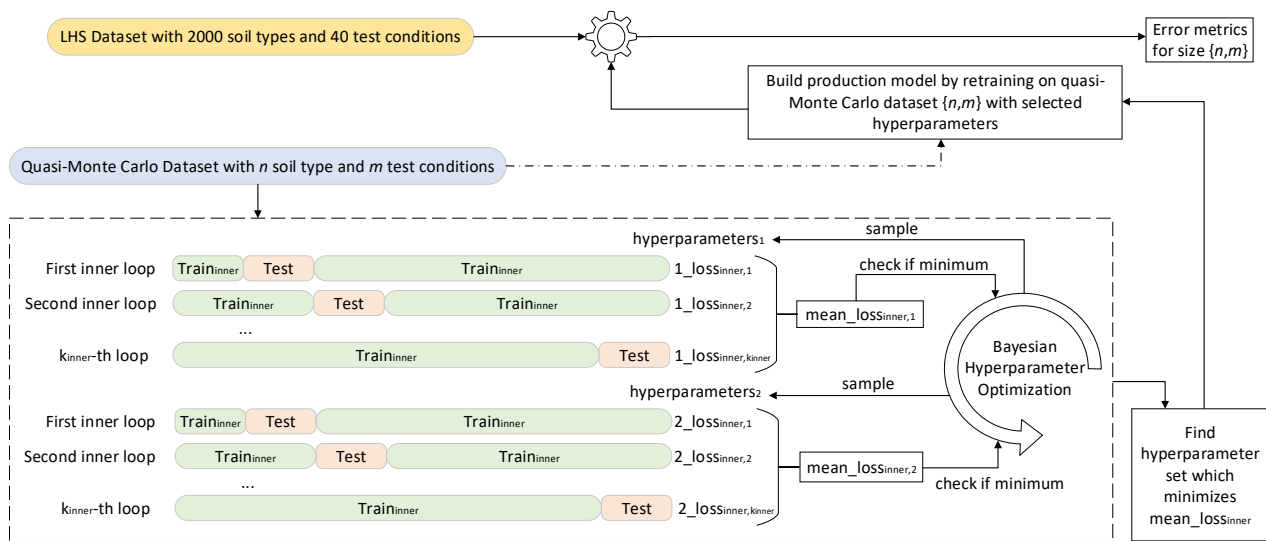 LHS Dataset with 2000 soil types and 40 test conditions
Error metrics
for size {n,m}
Build production model by retraining on quasi-
Monte Carlo dataset {n,m} with selected
hyperparameters
Quasi-Monte Carlo Dataset with n soil type and m test conditions
hyperparameters1
sample
First inner loop
Traininner
Test
Traininner
1_lossinner,1
check if minimum
Second inner loop
Traininner
Test
Traininner
1_lossinner,2
mean_lossinner,1
...
kinner-th loop
Traininner
Test
1_lossinner,kinner
Bayesian
Hyperparameter
Optimization
hyperparameters2
sample
First inner loop
Traininner
Test
Traininner
2_lossinner,1
Second inner loop
Traininner
Test
Traininner
2_lossinner,2
mean_lossinner,2
check if minimum
...
kinner-th loop
Traininner
Test
2_lossinner,kinner
Find
hyperparameter
set which
minimizes
mean_lossinner